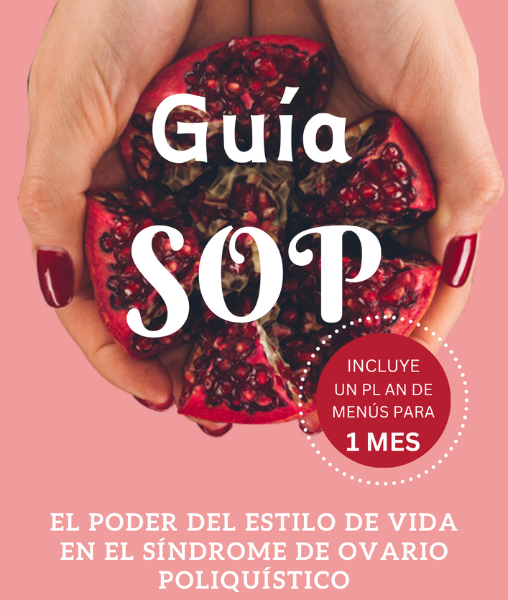 Guía
SOP
INCLUYE
UN PL AN DE
MENÚS PARA
1 MES
EL PODER DEL ESTILO DE VIDA
EN EL SÍNDROME DE OVARIO
POLIQUÍSTICO